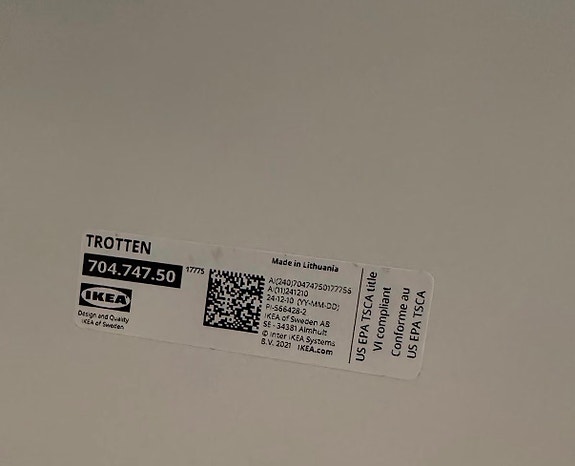 TROTTEN
704.747.50
17775
IKEA
Design and Quality
IKEA of Sweden
Made in Lithuania
AI(240)70474750177756
AI(11)241210
24-12-10 (YY-MM-DD)
PI-566428-2
IKEA of Sweden AB
SE - 34381 Älmhult
© Inter IKEA Systems
B.V. 2021 IKEA.com
US EPA TSCA title
VI compliant
Conforme au
US EPA TSCA